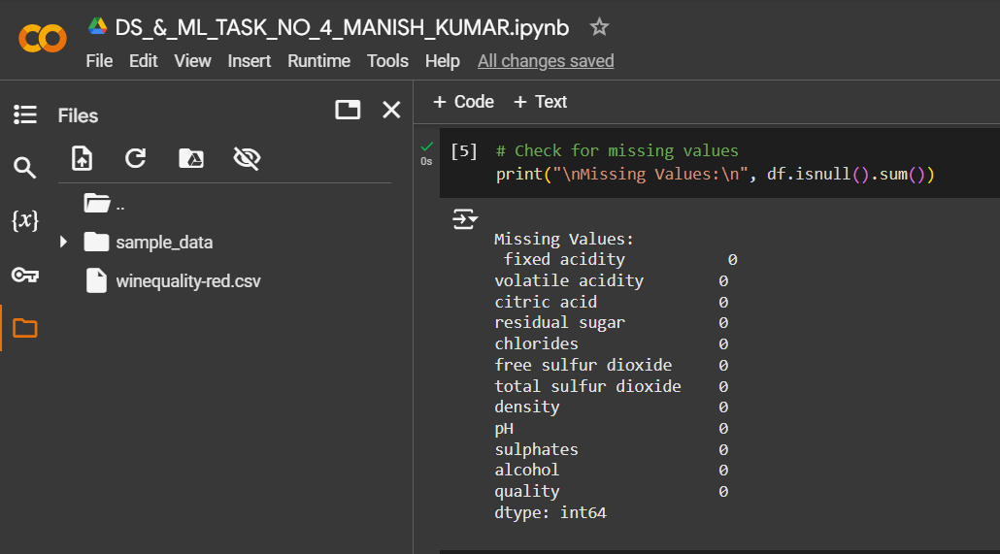 DS_&_ML_TASK_NO_4_MANISH_KUMAR.ipynb
File Edit View Insert Runtime Tools Help All changes saved
Files
+ Code + Text
{x}
..
sample_data
winequality-red.csv
0s
[5] # Check for missing values
print("\nMissing Values:\n", df.isnull().sum())
Missing Values:
fixed acidity 0
volatile acidity 0
citric acid 0
residual sugar 0
chlorides 0
free sulfur dioxide 0
total sulfur dioxide 0
density 0
pH 0
sulphates 0
alcohol 0
quality 0
dtype: int64